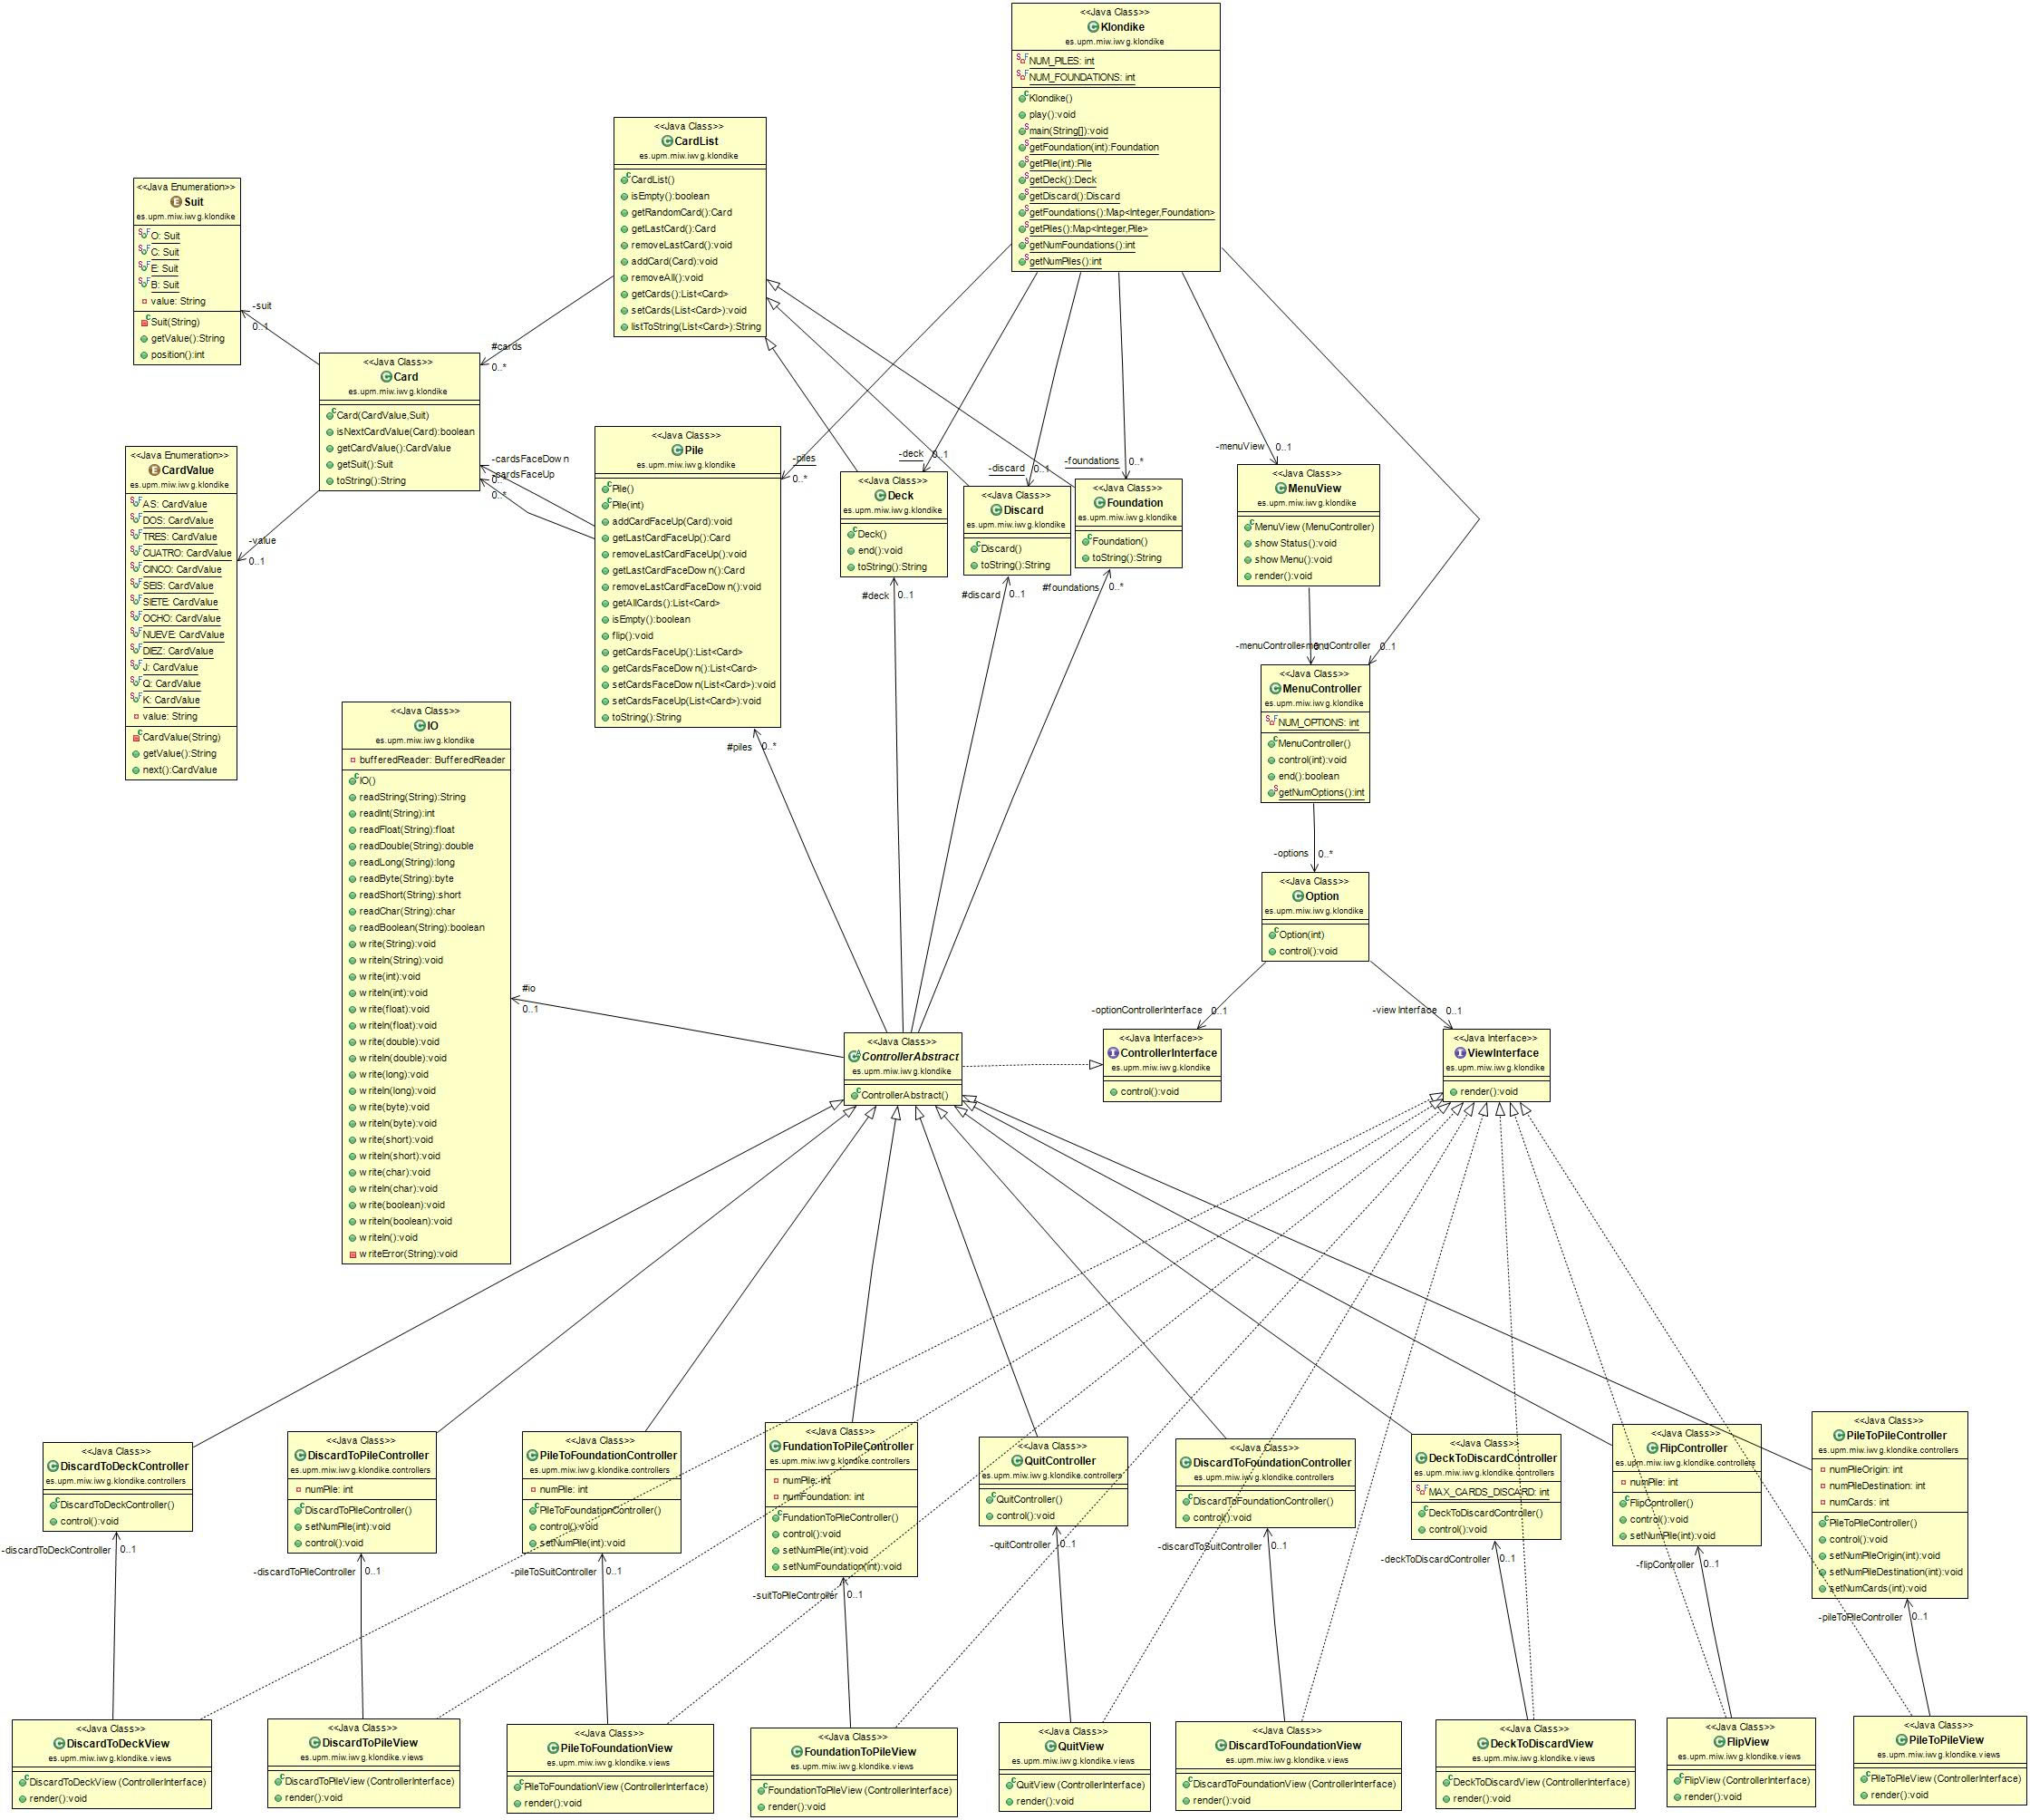 <<Java Class>>
Klondike
es.upm.miw.iwvg.klondike
NUM_PILES: int
NUM_FOUNDATIONS: int
Klondike()
play():void
main(String[]):void
getFoundation(int):Foundation
getPile(int):Pile
getDeck():Deck
getDiscard():Discard
getFoundations():Map<Integer,Foundation>
getPiles():Map<Integer,Pile>
getNumFoundations():int
getNumPiles():int
<<Java Class>>
CardList
es.upm.miw.iwvg.klondike
CardList()
isEmpty():boolean
getRandomCard():Card
getLastCard():Card
removeLastCard():void
addCard(Card):void
removeAll():void
getCards():List<Card>
setCards(List<Card>):void
listToString(List<Card>):String
<<Java Enumeration>>
Suit
es.upm.miw.iwvg.klondike
O: Suit
C: Suit
E: Suit
B: Suit
value: String
Suit(String)
getValue():String
position():int
-suit
0..1
#cards
0..*
<<Java Class>>
Card
es.upm.miw.iwvg.klondike
Card(CardValue,Suit)
isNextCardValue(Card):boolean
getCardValue():CardValue
getSuit():Suit
toString():String
-cardsFaceDown
0..*
-cardsFaceUp
0..*
<<Java Enumeration>>
CardValue
es.upm.miw.iwvg.klondike
AS: CardValue
DOS: CardValue
TRES: CardValue
CUATRO: CardValue
CINCO: CardValue
SEIS: CardValue
SIETE: CardValue
OCHO: CardValue
NUEVE: CardValue
DIEZ: CardValue
J: CardValue
Q: CardValue
K: CardValue
value: String
CardValue(String)
getValue():String
next():CardValue
-value
0..1
<<Java Class>>
Pile
es.upm.miw.iwvg.klondike
Pile()
Pile(int)
addCardFaceUp(Card):void
getLastCardFaceUp():Card
removeLastCardFaceUp():void
getLastCardFaceDown():Card
removeLastCardFaceDown():void
getAllCards():List<Card>
isEmpty():boolean
flip():void
getCardsFaceUp():List<Card>
getCardsFaceDown():List<Card>
setCardsFaceDown(List<Card>):void
setCardsFaceUp(List<Card>):void
toString():String
-piles
0..*
-deck
0..1
-discard
0..1
-foundations
0..*
-menuView
0..1
<<Java Class>>
Deck
es.upm.miw.iwvg.klondike
Deck()
end():void
toString():String
<<Java Class>>
Discard
es.upm.miw.iwvg.klondike
Discard()
toString():String
<<Java Class>>
Foundation
es.upm.miw.iwvg.klondike
Foundation()
toString():String
<<Java Class>>
MenuView
es.upm.miw.iwvg.klondike
MenuView(MenuController)
showStatus():void
showMenu():void
render():void
#piles
0..*
#deck
0..1
#discard
0..1
#foundations
0..*
-menuController
0..1
-menuController
0..1
<<Java Class>>
MenuController
es.upm.miw.iwvg.klondike
NUM_OPTIONS: int
MenuController()
control(int):void
end():boolean
getNumOptions():int
-options
0..*
<<Java Class>>
Option
es.upm.miw.iwvg.klondike
Option(int)
control():void
<<Java Class>>
IO
es.upm.miw.iwvg.klondike
bufferedReader: BufferedReader
IO()
readString(String):String
readInt(String):int
readFloat(String):float
readDouble(String):double
readLong(String):long
readByte(String):byte
readShort(String):short
readChar(String):char
readBoolean(String):boolean
write(String):void
writeln(String):void
write(int):void
writeln(int):void
write(float):void
writeln(float):void
write(double):void
writeln(double):void
write(long):void
writeln(long):void
write(byte):void
writeln(byte):void
write(short):void
writeln(short):void
write(char):void
writeln(char):void
write(boolean):void
writeln(boolean):void
writeln():void
writeError(String):void
#io
0..1
-optionControllerInterface
0..1
-viewInterface
0..1
<<Java Class>>
ControllerAbstract
es.upm.miw.iwvg.klondike
ControllerAbstract()
<<Java Interface>>
ControllerInterface
es.upm.miw.iwvg.klondike
control():void
<<Java Interface>>
ViewInterface
es.upm.miw.iwvg.klondike
render():void
<<Java Class>>
DiscardToDeckController
es.upm.miw.iwvg.klondike.controllers
DiscardToDeckController()
control():void
<<Java Class>>
DiscardToPileController
es.upm.miw.iwvg.klondike.controllers
numPile: int
DiscardToPileController()
setNumPile(int):void
control():void
<<Java Class>>
PileToFoundationController
es.upm.miw.iwvg.klondike.controllers
numPile: int
PileToFoundationController()
control():void
setNumPile(int):void
<<Java Class>>
FundationToPileController
es.upm.miw.iwvg.klondike.controllers
numPile: int
numFoundation: int
FundationToPileController()
control():void
setNumPile(int):void
setNumFoundation(int):void
<<Java Class>>
QuitController
es.upm.miw.iwvg.klondike.controllers
QuitController()
control():void
<<Java Class>>
DiscardToFoundationController
es.upm.miw.iwvg.klondike.controllers
DiscardToFoundationController()
control():void
<<Java Class>>
DeckToDiscardController
es.upm.miw.iwvg.klondike.controllers
MAX_CARDS_DISCARD: int
DeckToDiscardController()
control():void
<<Java Class>>
FlipController
es.upm.miw.iwvg.klondike.controllers
numPile: int
FlipController()
control():void
setNumPile(int):void
<<Java Class>>
PileToPileController
es.upm.miw.iwvg.klondike.controllers
numPileOrigin: int
numPileDestination: int
numCards: int
PileToPileController()
control():void
setNumPileOrigin(int):void
setNumPileDestination(int):void
setNumCards(int):void
-discardToDeckController
0..1
-discardToPileController
0..1
-pileToSuitController
0..1
-suitToPileController
0..1
-quitController
0..1
-discardToSuitController
0..1
-deckToDiscardController
0..1
-flipController
0..1
-pileToPileController
0..1
<<Java Class>>
DiscardToDeckView
es.upm.miw.iwvg.klondike.views
DiscardToDeckView(ControllerInterface)
render():void
<<Java Class>>
DiscardToPileView
es.upm.miw.iwvg.klondike.views
DiscardToPileView(ControllerInterface)
render():void
<<Java Class>>
PileToFoundationView
es.upm.miw.iwvg.klondike.views
PileToFoundationView(ControllerInterface)
render():void
<<Java Class>>
FoundationToPileView
es.upm.miw.iwvg.klondike.views
FoundationToPileView(ControllerInterface)
render():void
<<Java Class>>
QuitView
es.upm.miw.iwvg.klondike.views
QuitView(ControllerInterface)
render():void
<<Java Class>>
DiscardToFoundationView
es.upm.miw.iwvg.klondike.views
DiscardToFoundationView(ControllerInterface)
render():void
<<Java Class>>
DeckToDiscardView
es.upm.miw.iwvg.klondike.views
DeckToDiscardView(ControllerInterface)
render():void
<<Java Class>>
FlipView
es.upm.miw.iwvg.klondike.views
FlipView(ControllerInterface)
render():void
<<Java Class>>
PileToPileView
es.upm.miw.iwvg.klondike.views
PileToPileView(ControllerInterface)
render():void